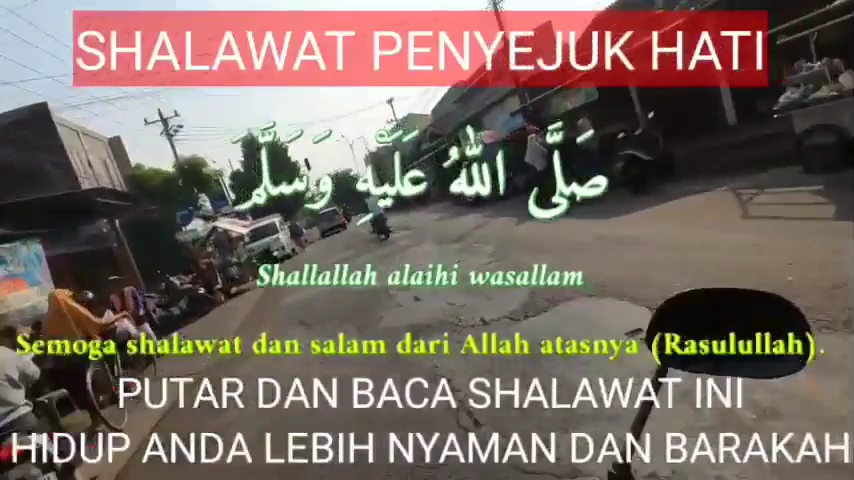 SHALAWAT PENYEJUK HATI
صَلَّى اللهُ عَلَيْهِ وَسَلَّمَ
Shallallah alaihi wasallam
Semoga shalawat dan salam dari Allah atasnya (Rasulullah).
PUTAR DAN BACA SHALAWAT INI
HIDUP ANDA LEBIH NYAMAN DAN BARAKAH